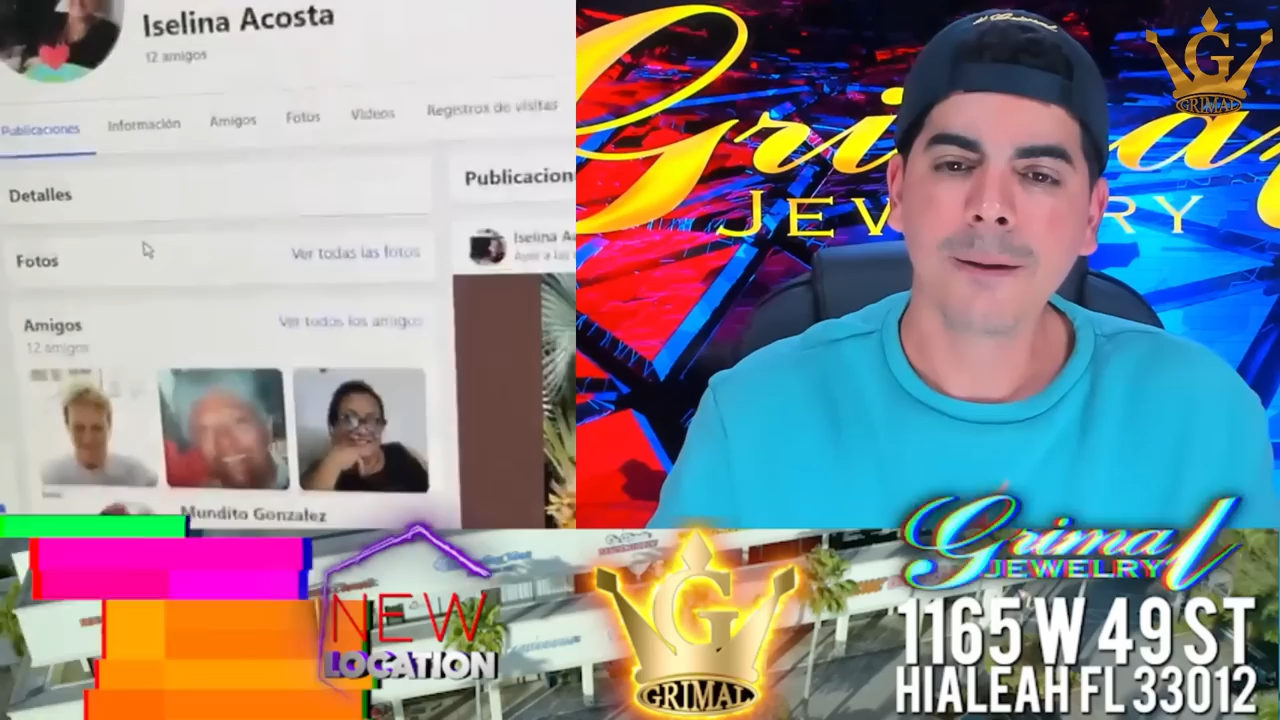 Iselina Acosta
12 amigos
Publicaciones
Información
Amigos
Fotos
Videos
Registros de visitas
Detalles
Publicacion
Iselina A
Fotos
Ver todas las fotos
Amigos
Ver todos los amigos
12 amigos
Mundito Gonzalez
Grimal
JEWELRY
G
GRIMAL
NEW
LOCATION
G
GRIMAL
Grimal
JEWELRY
1165 W 49 ST
HIALEAH FL 33012